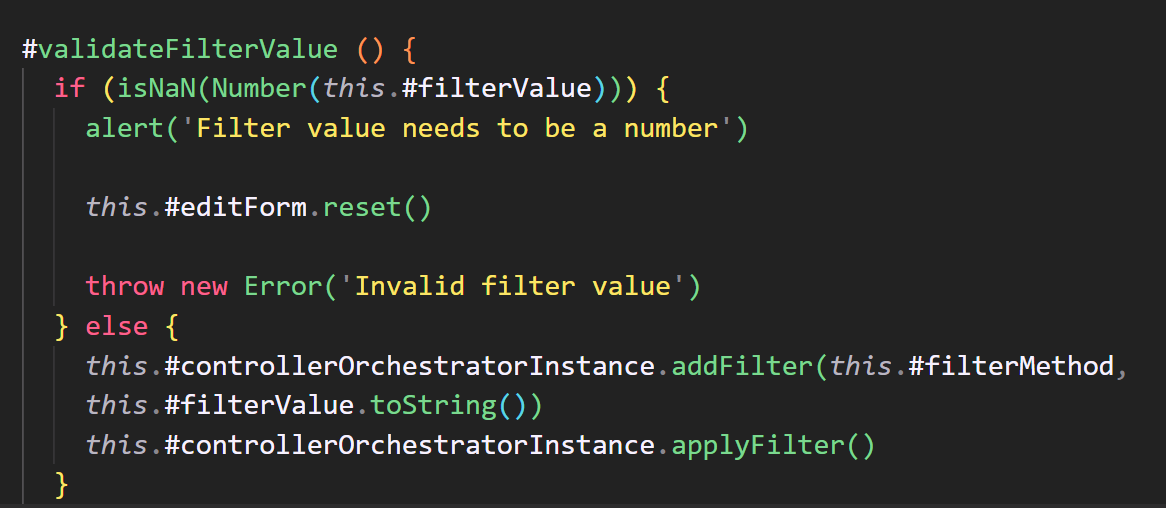 #validateFilterValue () {
if (isNaN(Number(this.#filterValue))) {
alert('Filter value needs to be a number')
this.#editForm.reset()
throw new Error('Invalid filter value')
} else {
this.#controllerOrchestratorInstance.addFilter(this.#filterMethod,
this.#filterValue.toString())
this.#controllerOrchestratorInstance.applyFilter()
}